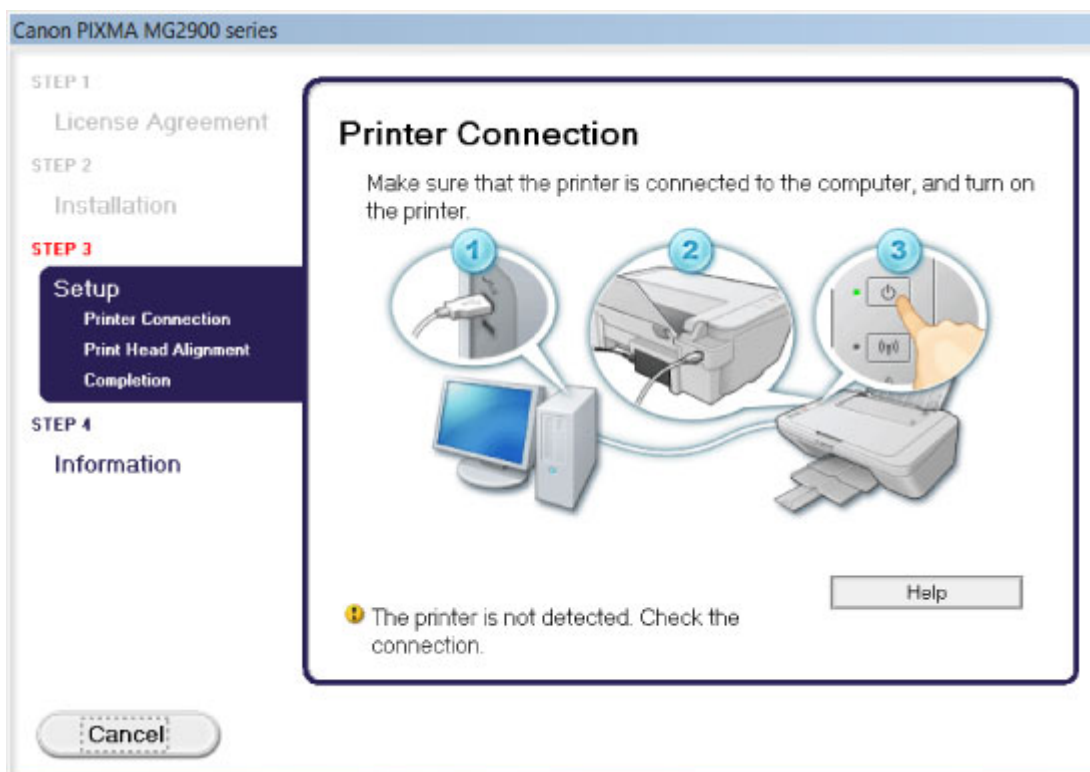 Canon PIXMA MG2900 series
STEP 1
License Agreement
STEP 2
Installation
STEP 3
Setup
Printer Connection
Print Head Alignment
Completion
STEP 4
Information
Printer Connection
Make sure that the printer is connected to the computer, and turn on
the printer.
1
2
3
The printer is not detected. Check the
connection.
Help
Cancel